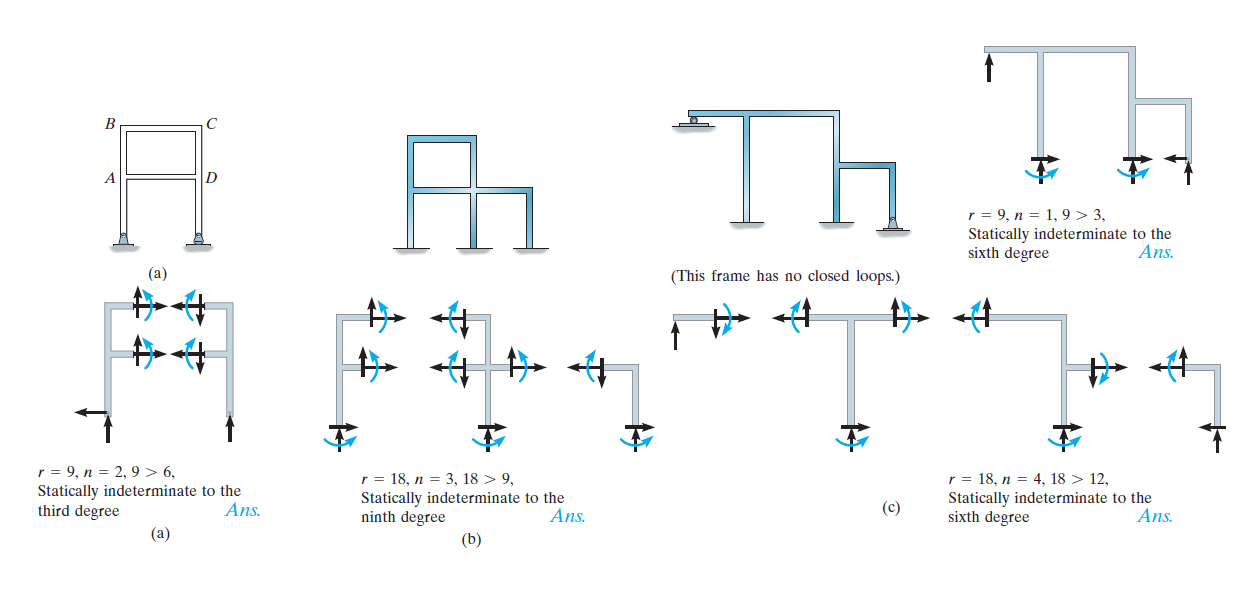 B
C
A
D
(a)
(This frame has no closed loops.)
r = 9, n = 1, 9 > 3,
Statically indeterminate to the
sixth degree
Ans.
r = 9, n = 2, 9 > 6,
Statically indeterminate to the
third degree
Ans.
(a)
r = 18, n = 3, 18 > 9,
Statically indeterminate to the
ninth degree
Ans.
(b)
(c)
r = 18, n = 4, 18 > 12,
Statically indeterminate to the
sixth degree
Ans.